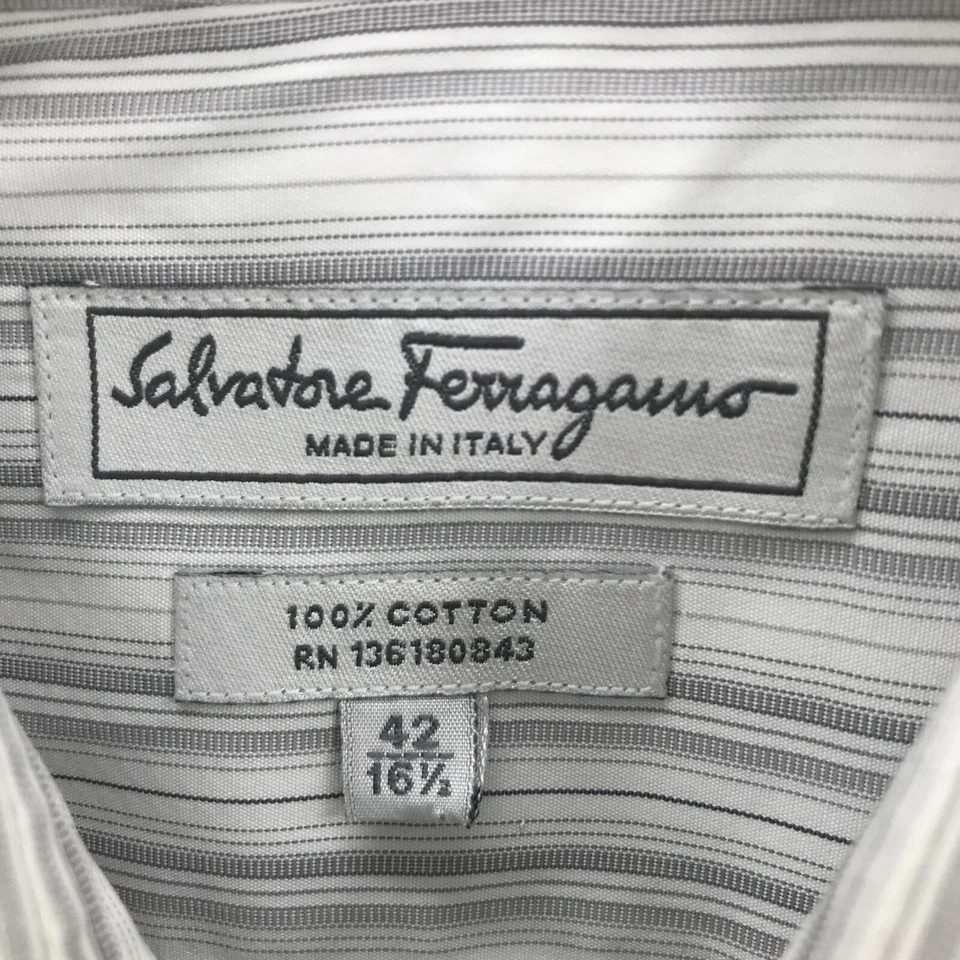 Salvatore Ferragamo
MADE IN ITALY
100% COTTON
RN 136180843
42
16½